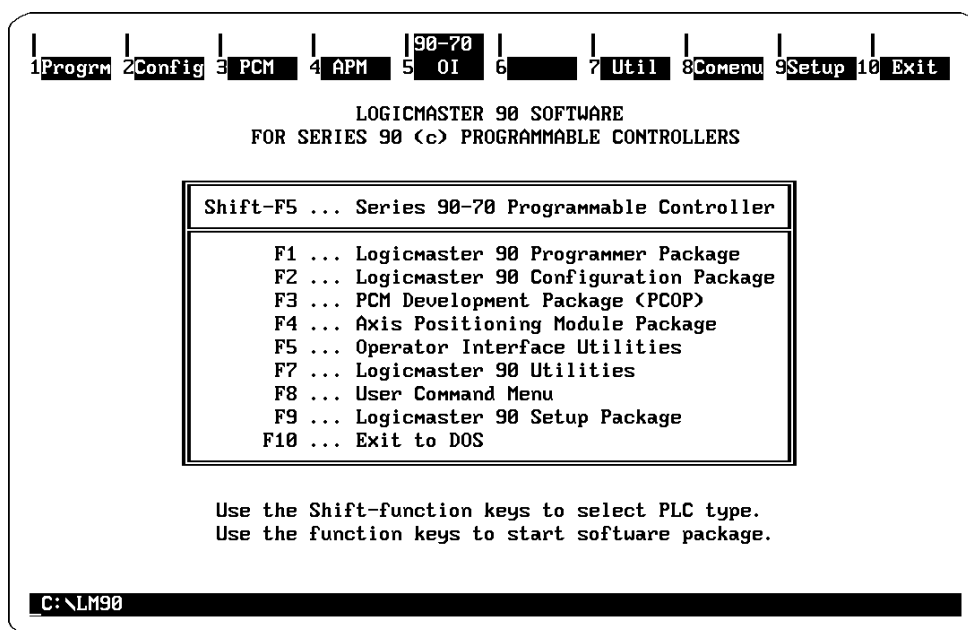 90-70
1Progrm 2Config 3 PCM 4 APM 5 OI 6 7 Util 8Comenu 9Setup 10 Exit
LOGICMASTER 90 SOFTWARE
FOR SERIES 90 (c) PROGRAMMABLE CONTROLLERS
Shift-F5 ... Series 90-70 Programmable Controller
F1 ... Logicmaster 90 Programmer Package
F2 ... Logicmaster 90 Configuration Package
F3 ... PCM Development Package (PCOP)
F4 ... Axis Positioning Module Package
F5 ... Operator Interface Utilities
F7 ... Logicmaster 90 Utilities
F8 ... User Command Menu
F9 ... Logicmaster 90 Setup Package
F10 ... Exit to DOS
Use the Shift-function keys to select PLC type.
Use the function keys to start software package.
C:\LM90